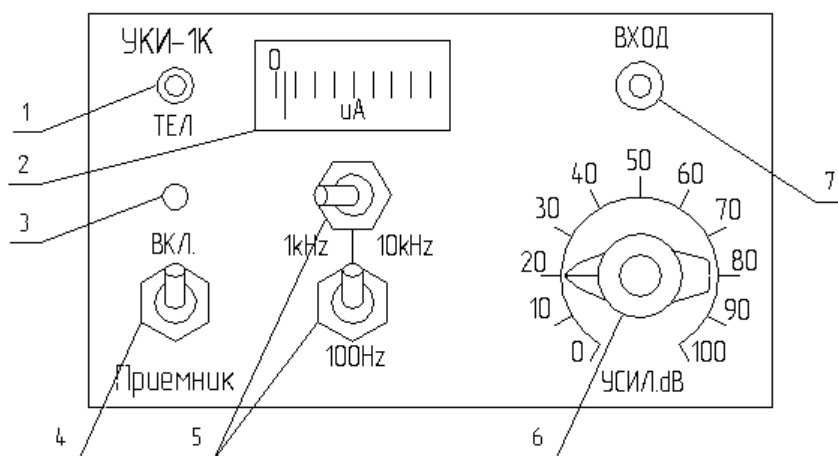 УКИ-1К
0
ВХОД
1
ТЕЛ
uA
2
50
40
60
7
3
30
70
ВКЛ.
1kHz
10kHz
20
80
10
90
100Hz
0
100
Приемник
УСИЛ.dB
4
5
6